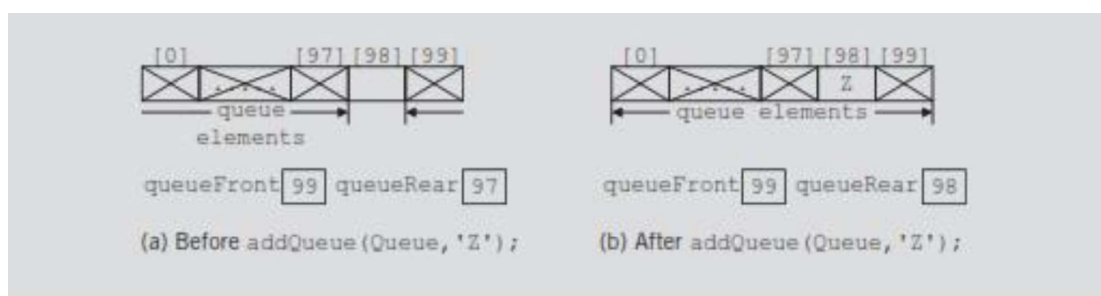 [0] [97] [98] [99]
.....
queue
elements
queueFront 99 queueRear 97
(a) Before addQueue(Queue,'Z');
[0] [97] [98] [99]
..... Z
queue elements
queueFront 99 queueRear 98
(b) After addQueue(Queue,'Z');